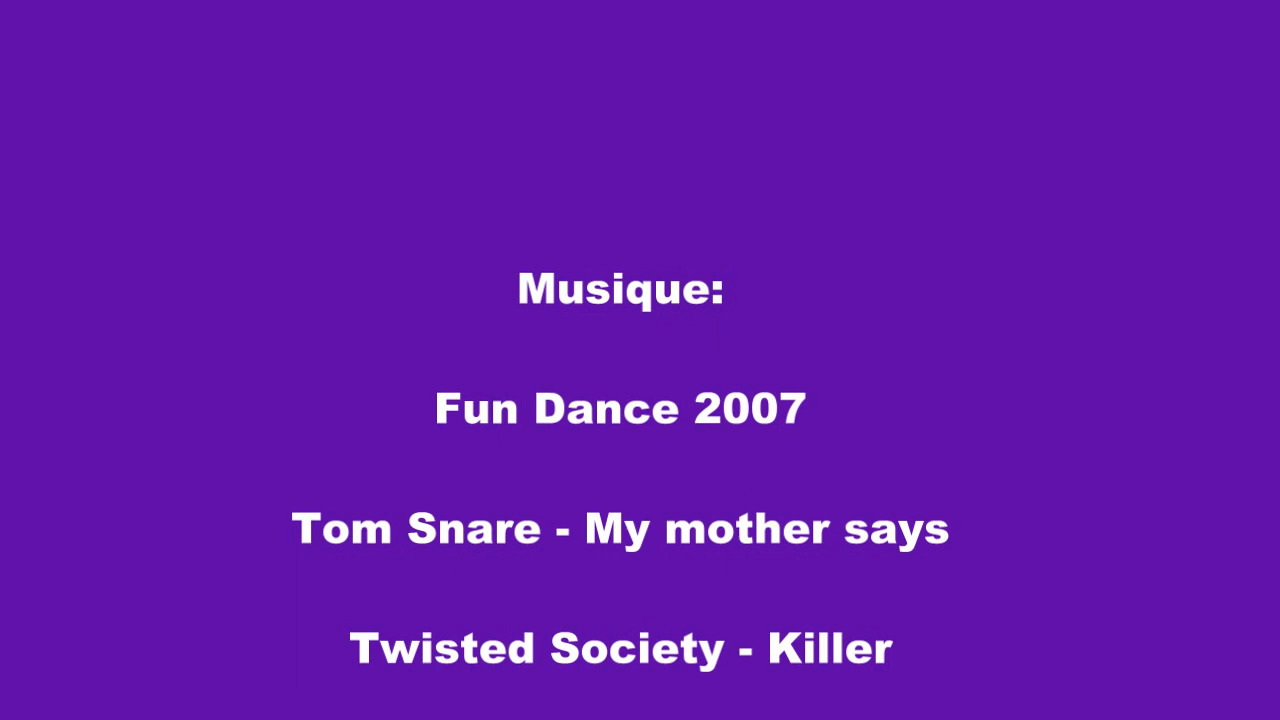 Musique:
Fun Dance 2007
Tom Snare - My mother says
Twisted Society - Killer